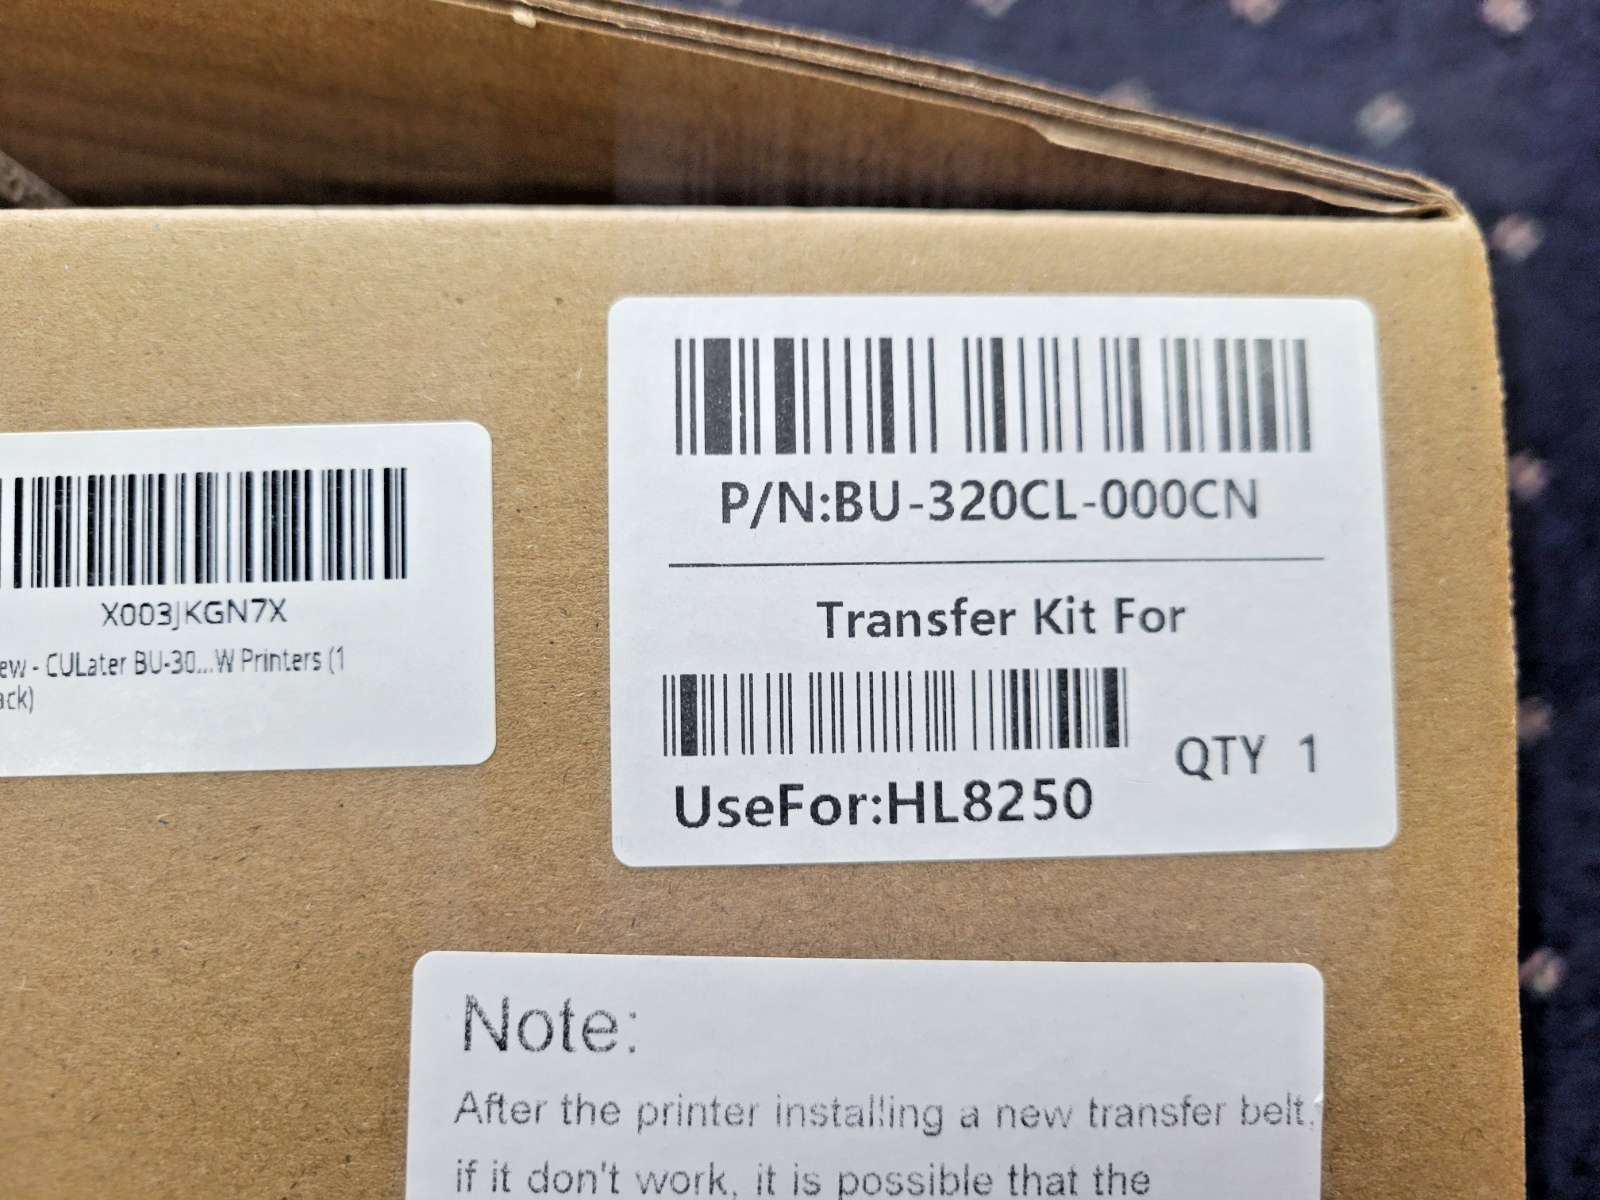 X003JKGN7X
ew - CULater BU-30...W Printers (1
ack)
P/N:BU-320CL-000CN
Transfer Kit For
QTY 1
UseFor:HL8250
Note:
After the printer installing a new transfer belt,
if it don't work, it is possible that the